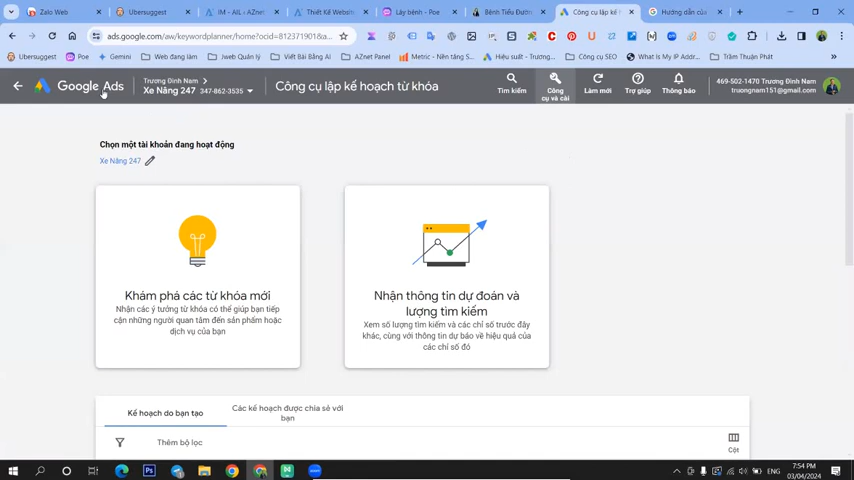 Zalo Web
Ubersuggest
IM - AIL - AZnet
Thiết Kế Website
Lây bệnh - Poe
Bệnh Tiểu Đườn
Công cụ lập kế h
Hướng dẫn của
ads.google.com/aw/keywordplanner/home?ocid=812371901&a...
Ubersuggest
Poe
Gemini
Web đang làm
jweb Quản lý
Viết Bài Bằng AI
AZnet Panel
Hiệu suất - Trương...
Metric - Nền tảng...
Công cụ SEO
What Is My IP Addr...
Trầm Thuận Phát
Google Ads
Trương Đình Nam
Xe Nâng 247
347-862-3535
Công cụ lập kế hoạch từ khóa
Tìm kiếm
Công
cụ và cài
Làm mới
Trợ giúp
Thông báo
469-502-1470 Trương Đình Nam
truongnam151@gmail.com
Chọn một tài khoản đang hoạt động
Xe Nâng 247
Khám phá các từ khóa mới
Nhận các ý tưởng từ khóa có thể giúp bạn tiếp
cận những người quan tâm đến sản phẩm hoặc
dịch vụ của bạn
Nhận thông tin dự đoán và
lượng tìm kiếm
Xem số lượng tìm kiếm và các chỉ số trước đây
khác, cùng với thông tin dự báo về hiệu quả của
các chỉ số đó
Kế hoạch do bạn tạo
Các kế hoạch được chia sẻ với
bạn
Thêm bộ lọc
Cột
ENG
7:54 PM
03/04/2024